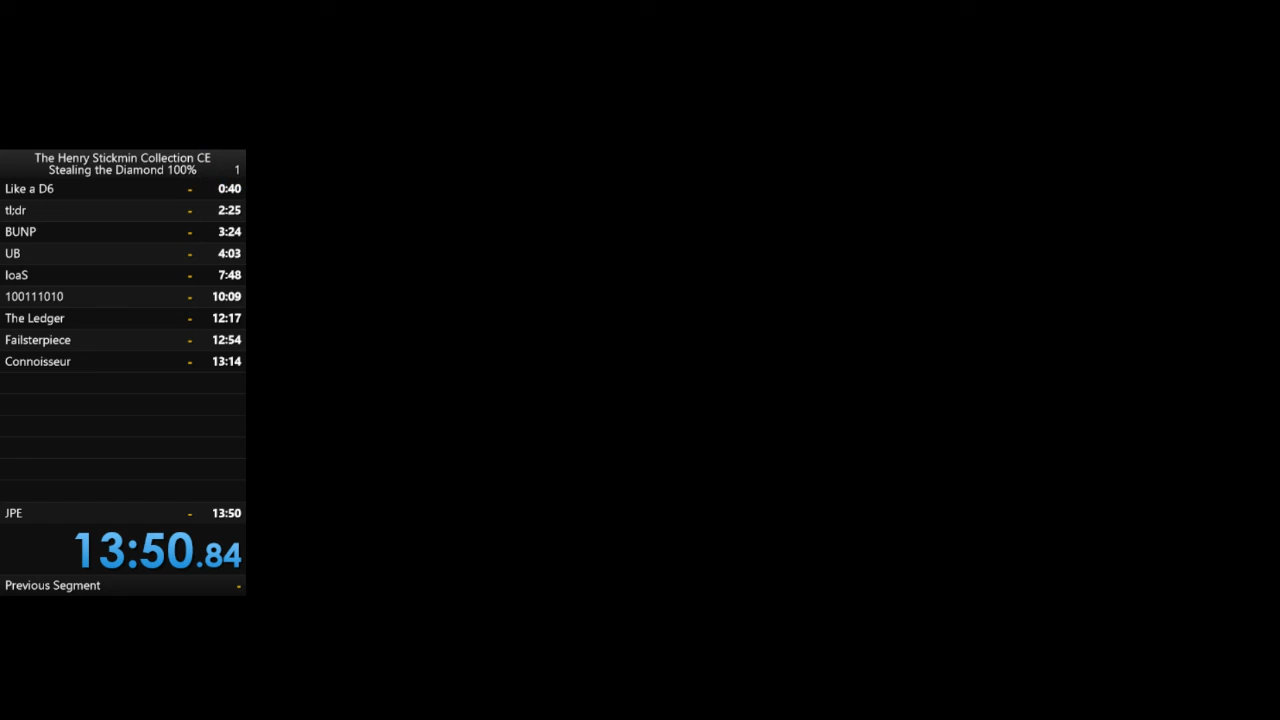 The Henry Stickmin Collection CE
Stealing the Diamond 100% 1
Like a D6 - 0:40
tl;dr - 2:25
BUNP - 3:24
UB - 4:03
IoaS - 7:48
100111010 - 10:09
The Ledger - 12:17
Failsterpiece - 12:54
Connoisseur - 13:14
JPE - 13:50
13:50.84
Previous Segment -